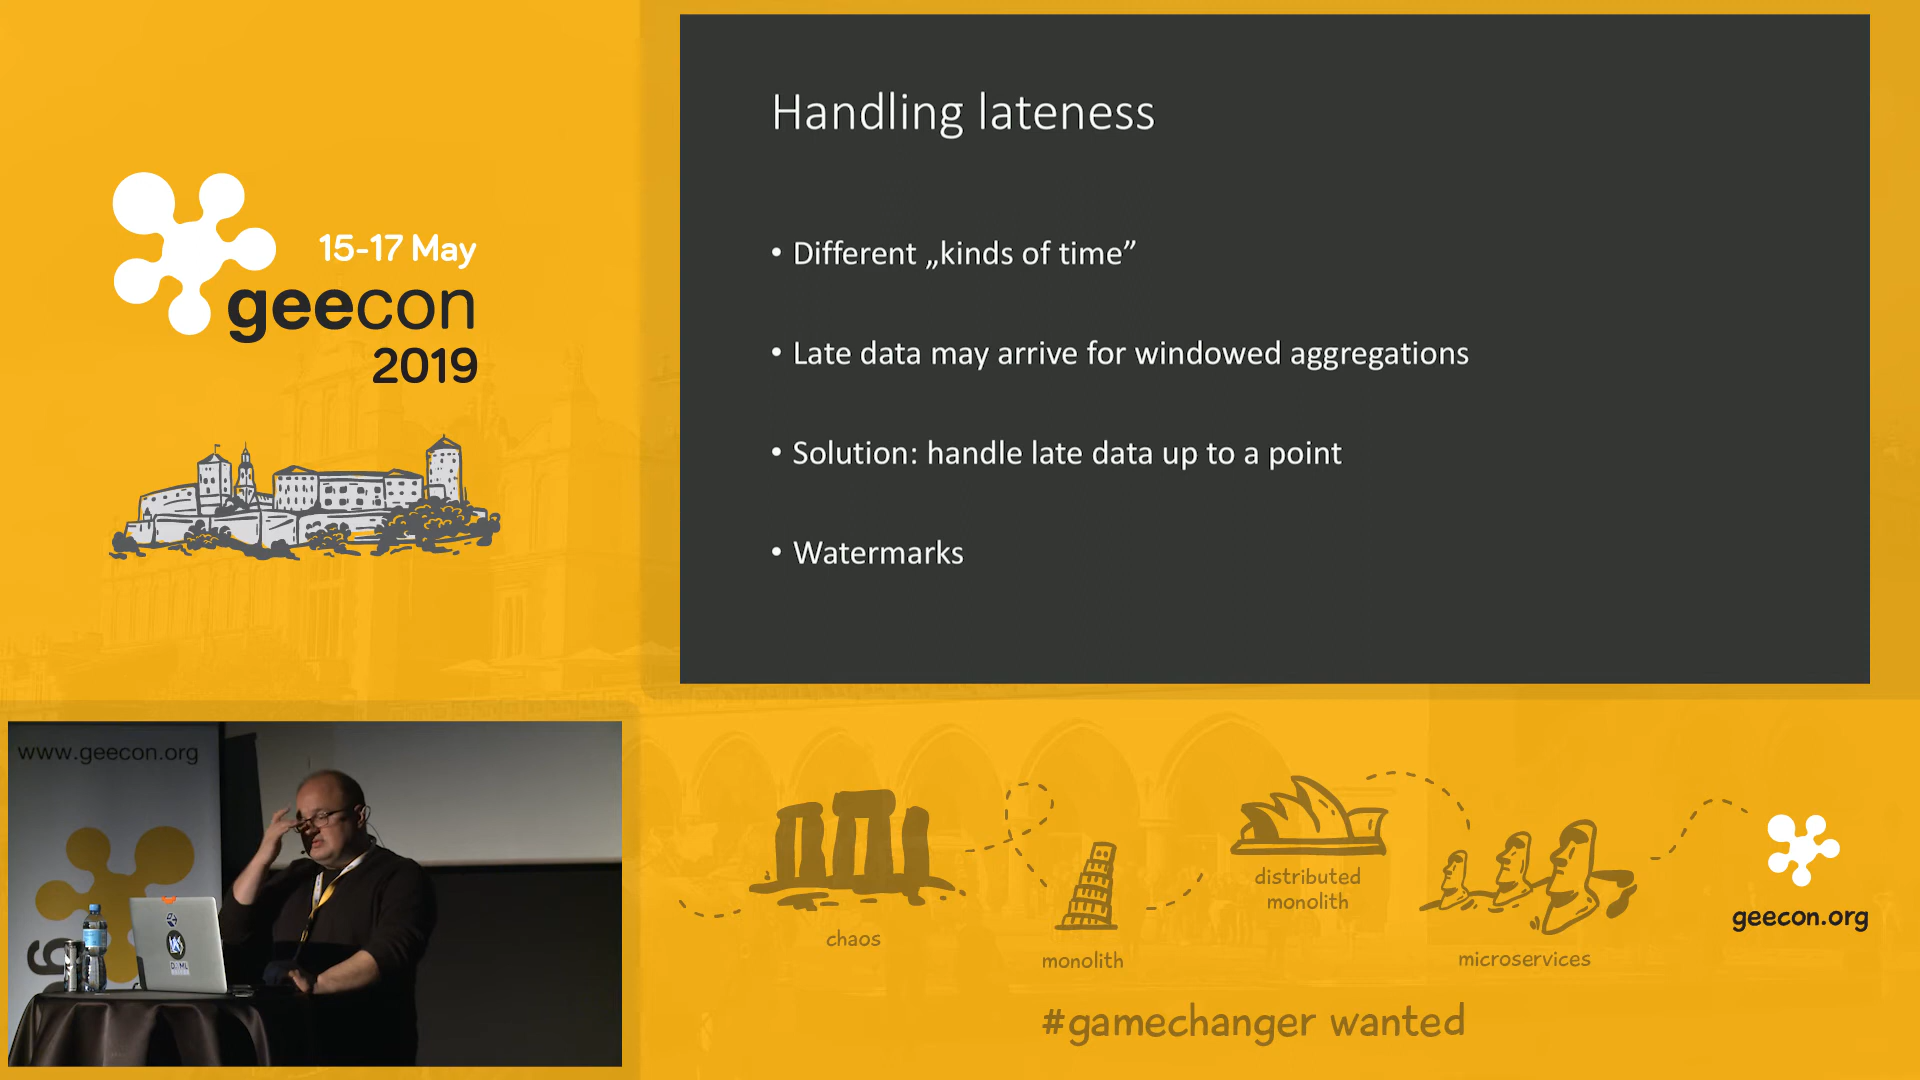 15-17 May
geecon
2019
Handling lateness
• Different „kinds of time”
• Late data may arrive for windowed aggregations
• Solution: handle late data up to a point
• Watermarks
www.geecon.org
chaos
monolith
distributed
monolith
microservices
geecon.org
#gamechanger wanted